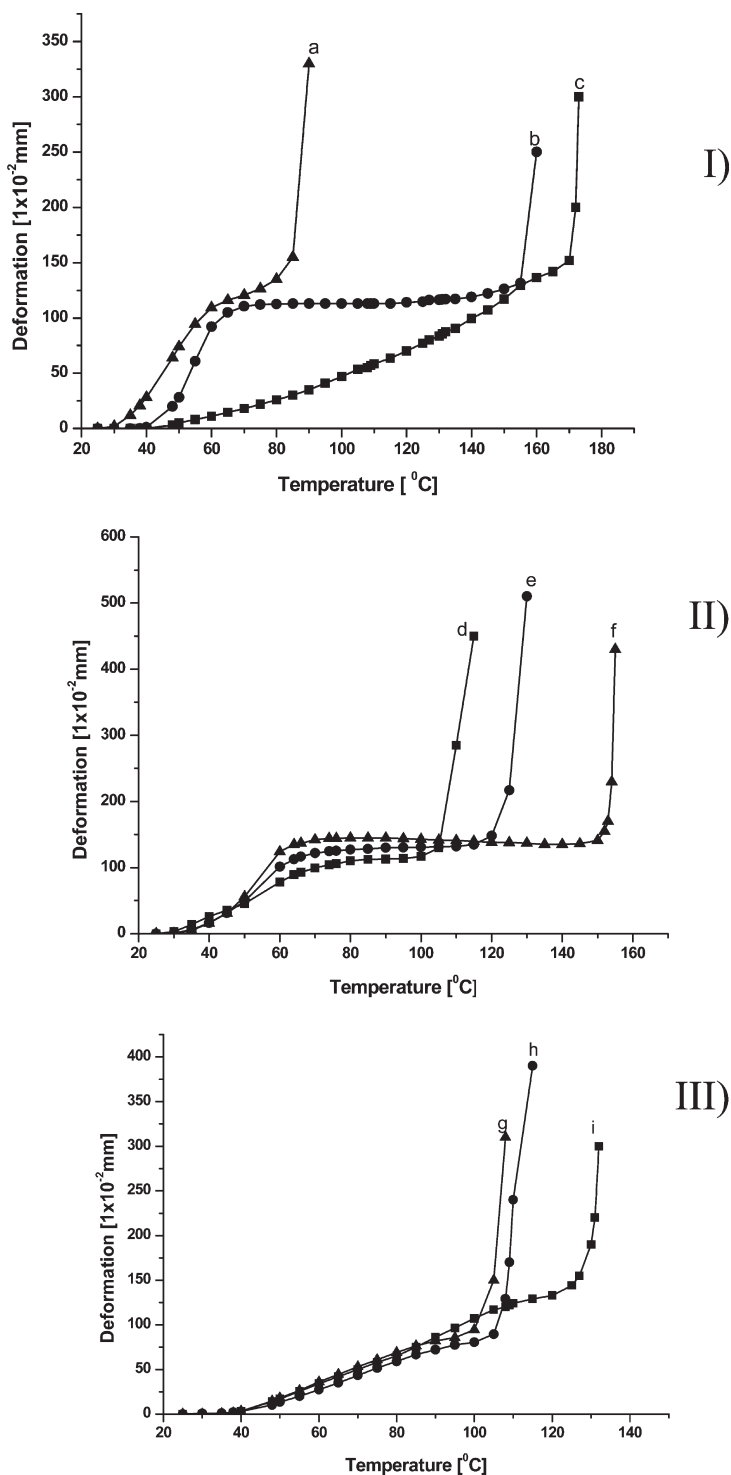 350
300
250
200
150
100
50
0
20 40 60 80 100 120 140 160 180
Deformation [1x10⁻²mm]
Temperature [ ⁰C]
a
b
c
I)
600
500
400
300
200
100
0
20 40 60 80 100 120 140 160
Deformation [1x10⁻²mm]
Temperature [⁰C]
d
e
f
II)
400
350
300
250
200
150
100
50
0
20 40 60 80 100 120 140
Deformation [1x10⁻²mm]
Temperature [⁰C]
g
h
i
III)